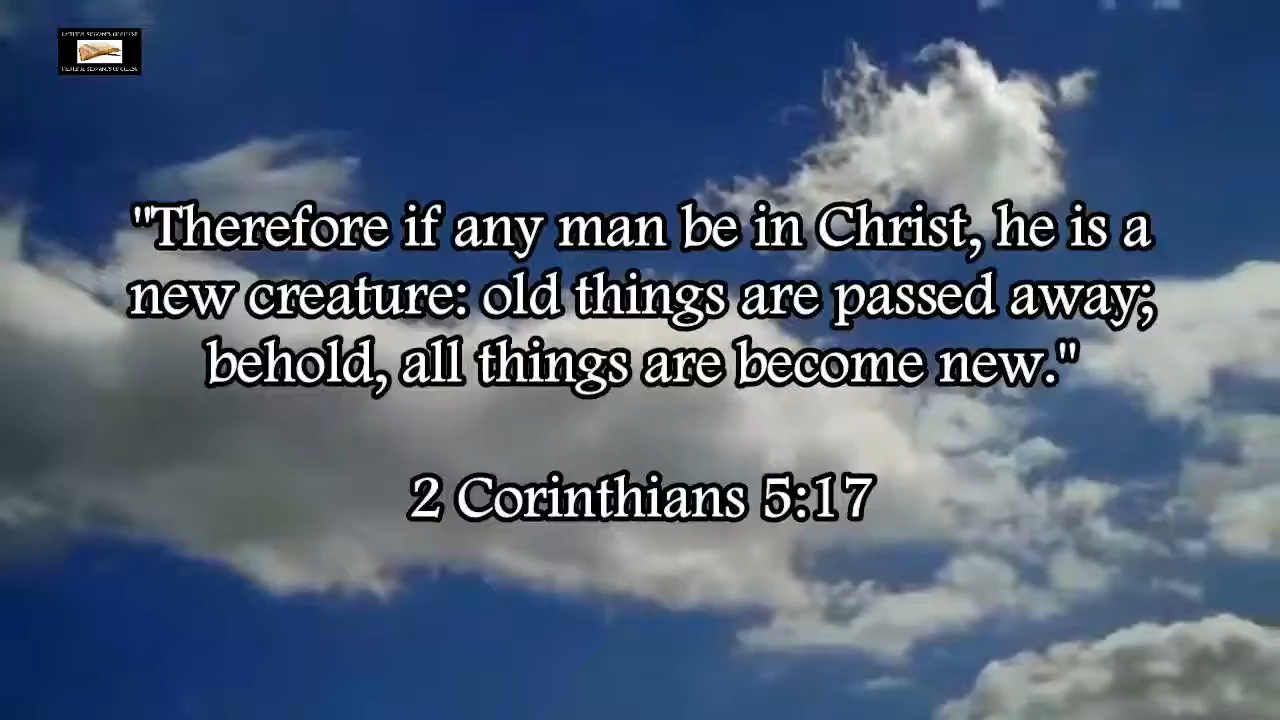 "Therefore if any man be in Christ, he is a
new creature: old things are passed away;
behold, all things are become new."
2 Corinthians 5:17